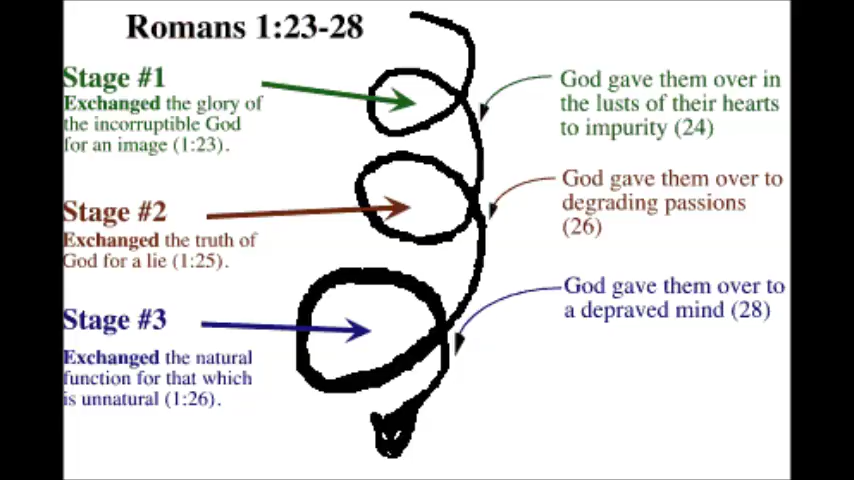 Romans 1:23-28
Stage #1
Exchanged the glory of
the incorruptible God
for an image (1:23).
God gave them over in
the lusts of their hearts
to impurity (24)
Stage #2
Exchanged the truth of
God for a lie (1:25).
God gave them over to
degrading passions
(26)
Stage #3
Exchanged the natural
function for that which
is unnatural (1:26).
God gave them over to
a depraved mind (28)